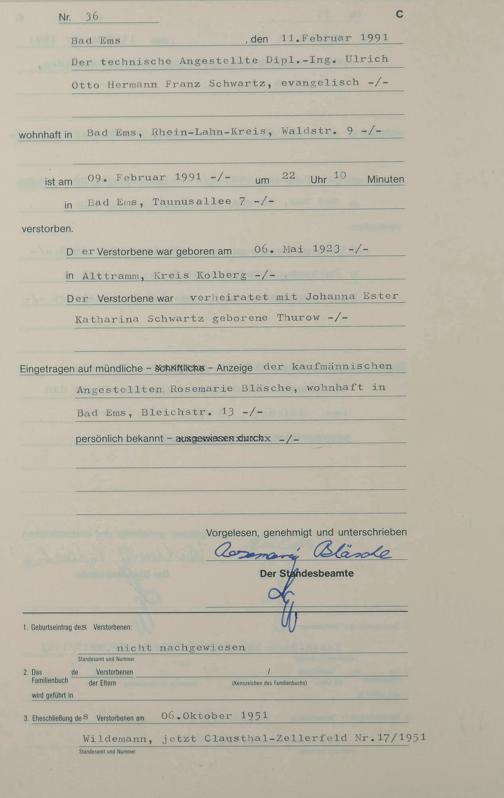 Nr. 36 C
Bad Ems , den 11.Februar 1991
Der technische Angestellte Dipl.-Ing. Ulrich
Otto Hermann Franz Schwartz, evangelisch -/-
wohnhaft in Bad Ems, Rhein-Lahn-Kreis, Waldstr. 9 -/-
ist am 09. Februar 1991 -/- um 22 Uhr 10 Minuten
in Bad Ems, Taunusallee 7 -/-
verstorben.
D er Verstorbene war geboren am 06. Mai 1923 -/-
in Alttramm, Kreis Kolberg -/-
D er Verstorbene war verheiratet mit Johanna Ester
Katharina Schwartz geborene Thurow -/-
Eingetragen auf mündliche – schriftliche – Anzeige der kaufmännischen
Angestellten Rosemarie Bläsche, wohnhaft in
Bad Ems, Bleichstr. 13 -/-
persönlich bekannt – ausgewiesen durch -/-
Vorgelesen, genehmigt und unterschrieben
Rosemarie Bläsche
Der Standesbeamte
1. Geburtseintrag des Verstorbenen:
nicht nachgewiesen
Standesamt und Nummer
2. Das Familienbuch de Verstorbenen /
der Eltern (Kennzeichen des Familienbuchs)
wird geführt in
3. Eheschließung des Verstorbenen am 06.Oktober 1951
Wildemann, jetzt Clausthal-Zellerfeld Nr.17/1951
Standesamt und Nummer